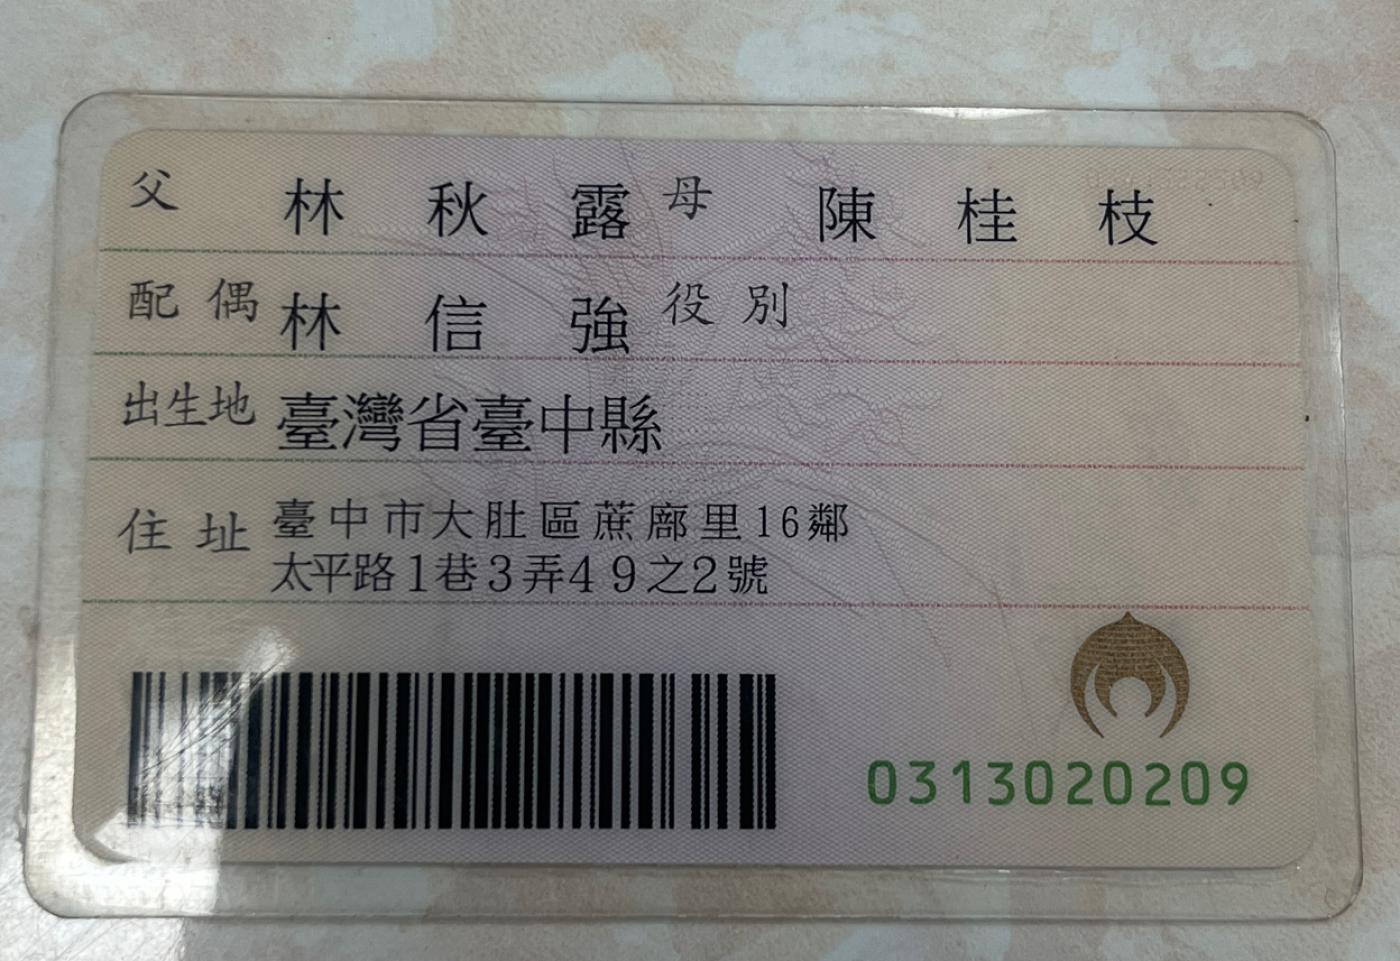 父 林秋露 母 陳桂枝
配偶 林信強 役別
出生地 臺灣省臺中縣
住址 臺中市大肚區蔗廍里16鄰
太平路1巷3弄49之2號
0313020209